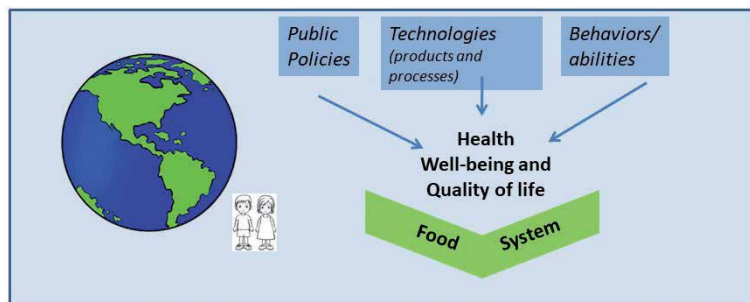 Public
Policies
Technologies
(products and
processes)
Behaviors/
abilities
Health
Well-being and
Quality of life
Food System